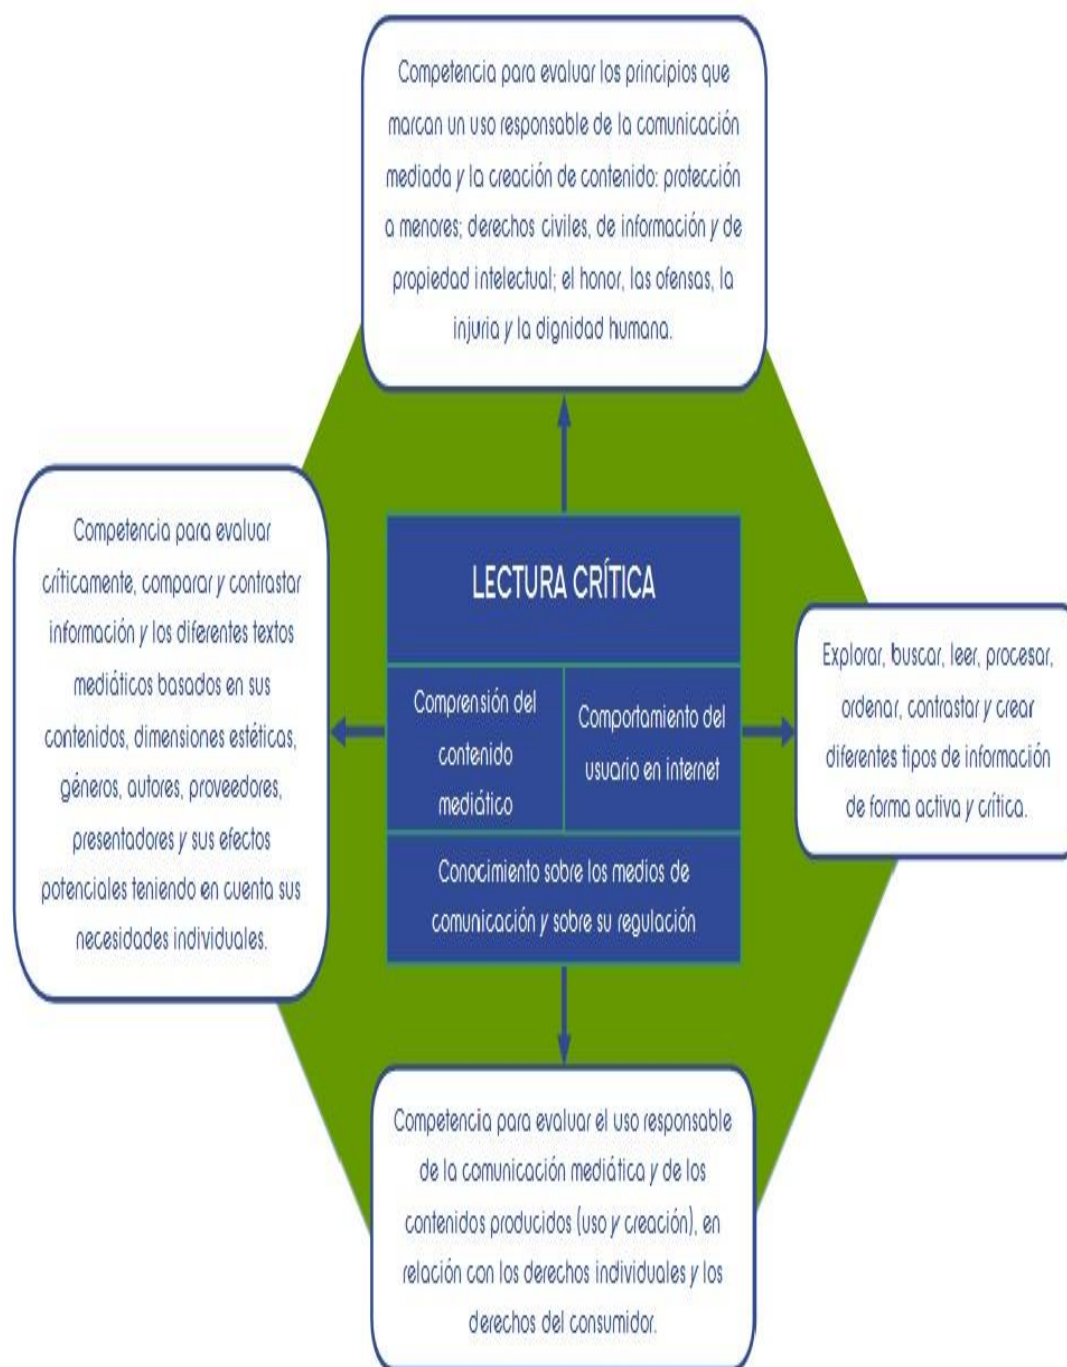 Competencia para evaluar los principios que
marcan un uso responsable de la comunicación
mediada y la creación de contenido: protección
a menores; derechos civiles, de información y de
propiedad intelectual; el honor, las ofensas, la
injuria y la dignidad humana.
Competencia para evaluar
críticamente, comparar y contrastar
información y los diferentes textos
mediáticos basados en sus
contenidos, dimensiones estéticas,
géneros, autores, proveedores,
presentadores y sus efectos
potenciales teniendo en cuenta sus
necesidades individuales.
LECTURA CRÍTICA
Comprensión del
contenido
mediático
Comportamiento del
usuario en internet
Conocimiento sobre los medios de
comunicación y sobre su regulación
Explorar, buscar, leer, procesar,
ordenar, contrastar y crear
diferentes tipos de información
de forma activa y crítica.
Competencia para evaluar el uso responsable
de la comunicación mediática y de los
contenidos producidos (uso y creación), en
relación con los derechos individuales y los
derechos del consumidor.